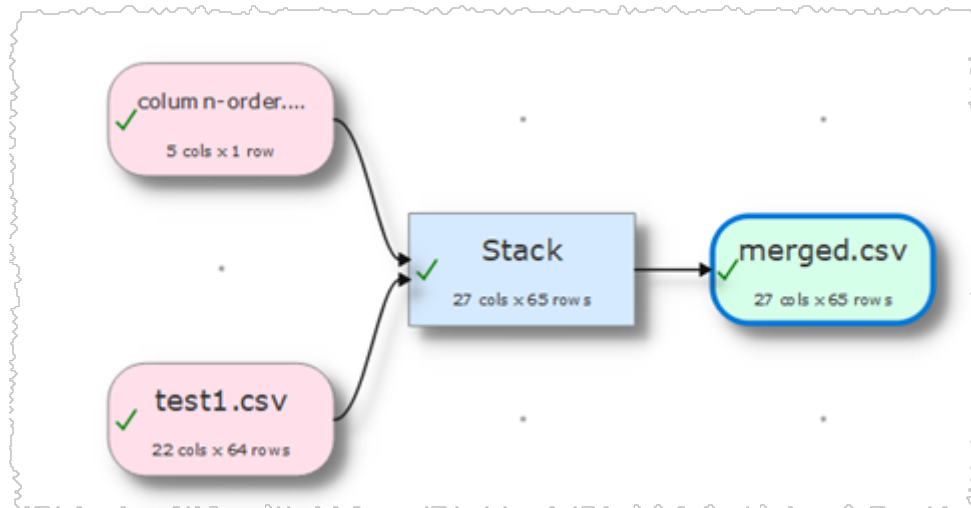 column-order....
5 cols x 1 row
Stack
27 cols x 65 rows
merged.csv
27 cols x 65 rows
test1.csv
22 cols x 64 rows